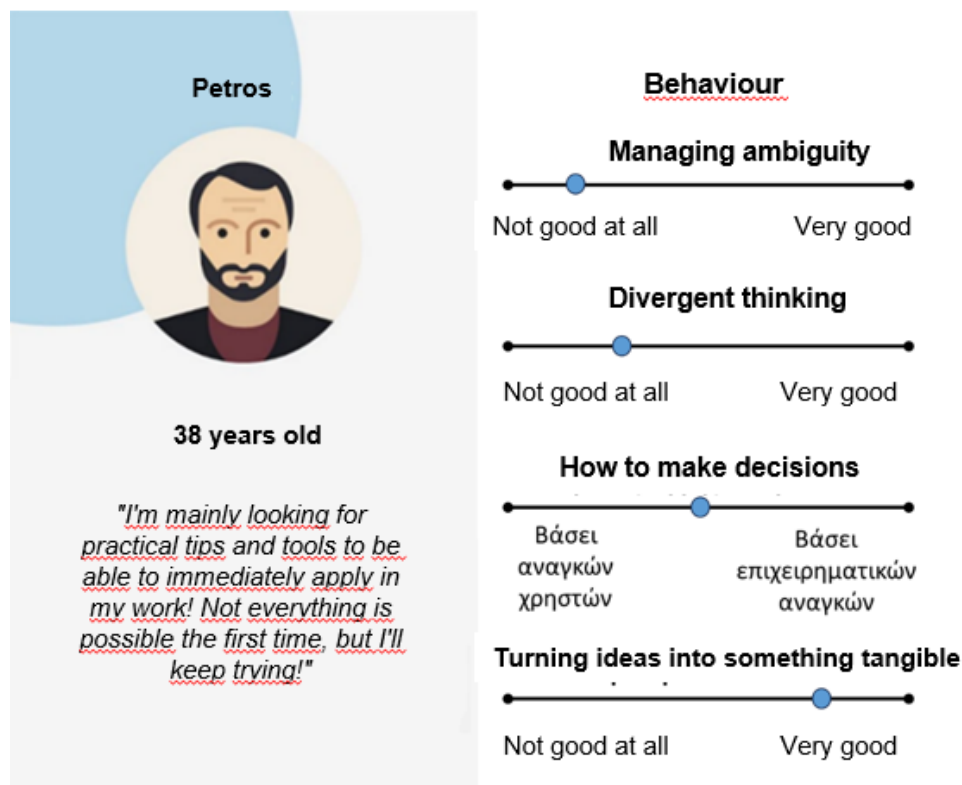 Petros
38 years old
"I'm mainly looking for
practical tips and tools to be
able to immediately apply in
my work! Not everything is
possible the first time, but I'll
keep trying!"
Behaviour
Managing ambiguity
Not good at all
Very good
Divergent thinking
Not good at all
Very good
How to make decisions
Βάσει
αναγκών
χρηστών
Βάσει
επιχειρηματικών
αναγκών
Turning ideas into something tangible
Not good at all
Very good